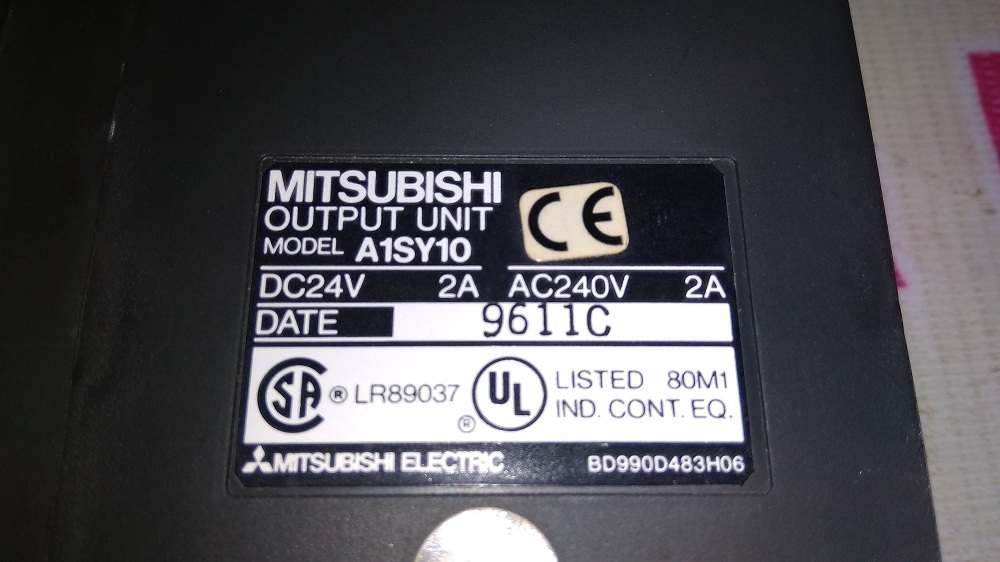 MITSUBISHI
OUTPUT UNIT
MODEL A1SY10
CE
DC24V 2A AC240V 2A
DATE 9611C
SA ® LR89037 ® UL LISTED 80M1
IND. CONT. EQ.
MITSUBISHI ELECTRIC BD990D483H06